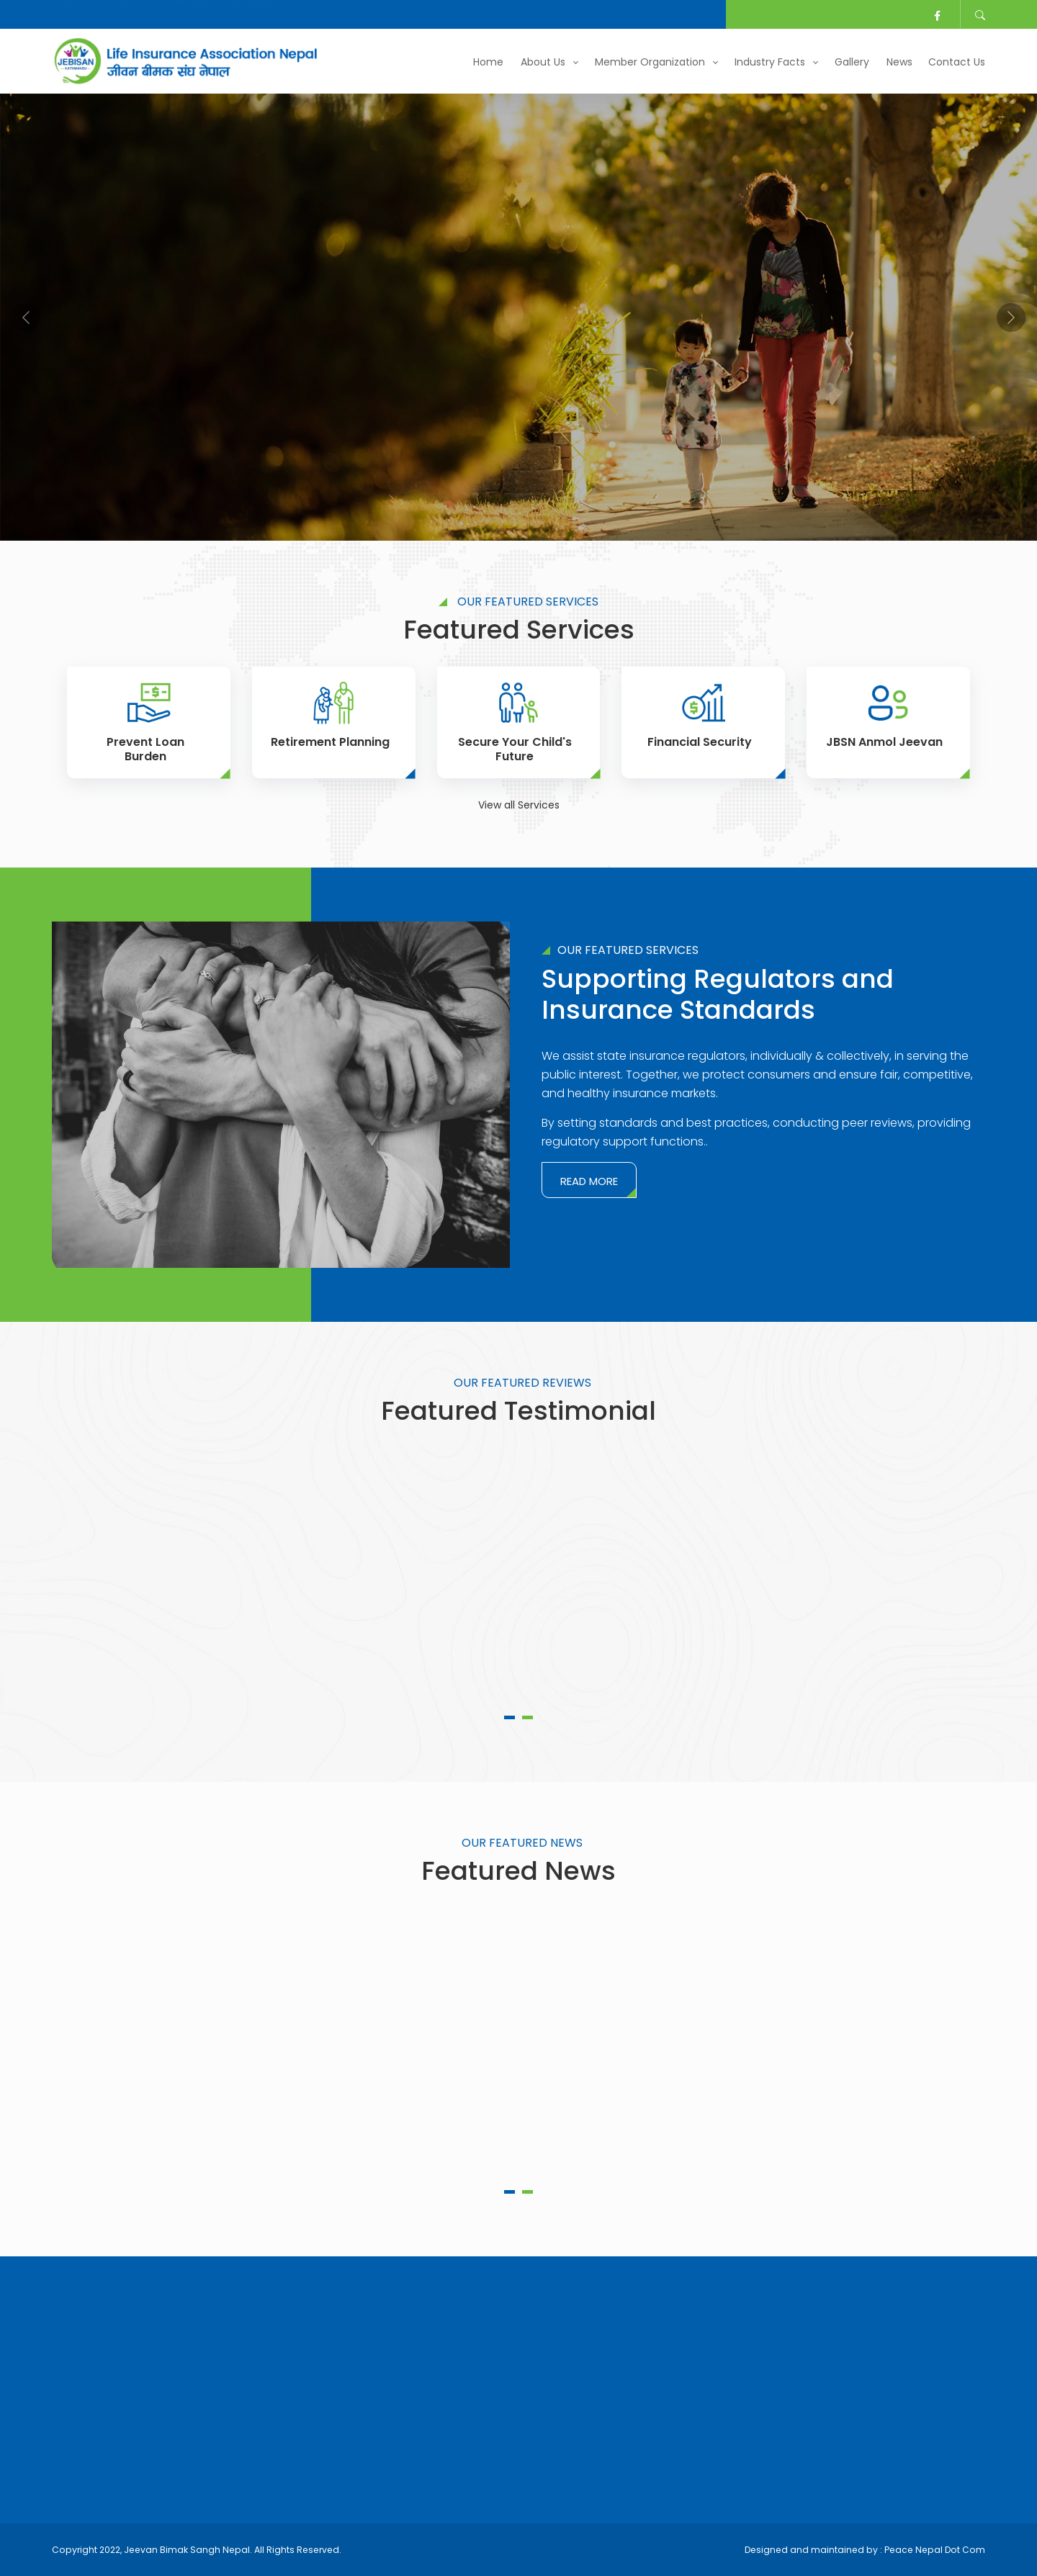 JEBISAN
KATHMANDU
Life Insurance Association Nepal
जीवन बीमक संघ नेपाल
Home
About Us
Member Organization
Industry Facts
Gallery
News
Contact Us
OUR FEATURED SERVICES
Featured Services
Prevent Loan
Burden
Retirement Planning
Secure Your Child's
Future
Financial Security
JBSN Anmol Jeevan
View all Services
OUR FEATURED SERVICES
Supporting Regulators and
Insurance Standards
We assist state insurance regulators, individually & collectively, in serving the
public interest. Together, we protect consumers and ensure fair, competitive,
and healthy insurance markets.
By setting standards and best practices, conducting peer reviews, providing
regulatory support functions..
READ MORE
OUR FEATURED REVIEWS
Featured Testimonial
OUR FEATURED NEWS
Featured News
Copyright 2022, Jeevan Bimak Sangh Nepal. All Rights Reserved.
Designed and maintained by : Peace Nepal Dot Com